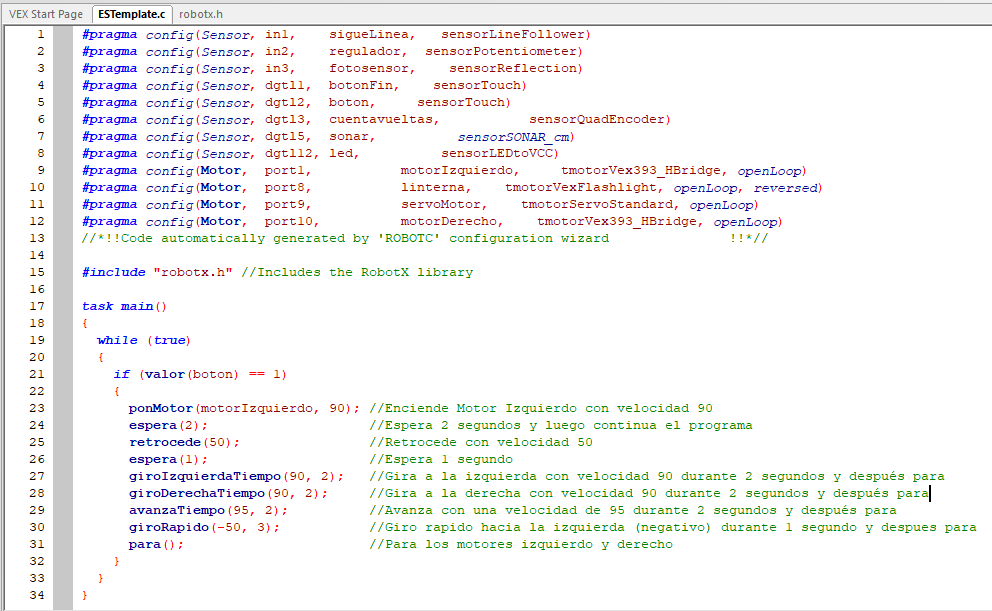 VEX Start Page ESTemplate.c robotx.h
1 #pragma config(Sensor, in1, sigueLinea, sensorLineFollower)
2 #pragma config(Sensor, in2, regulador, sensorPotentiometer)
3 #pragma config(Sensor, in3, fotosensor, sensorReflection)
4 #pragma config(Sensor, dgtl1, botonFin, sensorTouch)
5 #pragma config(Sensor, dgtl2, boton, sensorTouch)
6 #pragma config(Sensor, dgtl3, cuentavueltas, sensorQuadEncoder)
7 #pragma config(Sensor, dgtl5, sonar, sensorSONAR_cm)
8 #pragma config(Sensor, dgtl12, led, sensorLEDtoVCC)
9 #pragma config(Motor, port1, motorIzquierdo, tmotorVex393_HBridge, openLoop)
10 #pragma config(Motor, port8, linterna, tmotorVexFlashlight, openLoop, reversed)
11 #pragma config(Motor, port9, servoMotor, tmotorServoStandard, openLoop)
12 #pragma config(Motor, port10, motorDerecho, tmotorVex393_HBridge, openLoop)
13 //*!!Code automatically generated by 'ROBOTC' configuration wizard !!*//
14
15 #include "robotx.h" //Includes the RobotX library
16
17 task main()
18 {
19 while (true)
20 {
21 if (valor(boton) == 1)
22 {
23 ponMotor(motorIzquierdo, 90); //Enciende Motor Izquierdo con velocidad 90
24 espera(2); //Espera 2 segundos y luego continua el programa
25 retrocede(50); //Retrocede con velocidad 50
26 espera(1); //Espera 1 segundo
27 giroIzquierdaTiempo(90, 2); //Gira a la izquierda con velocidad 90 durante 2 segundos y después para
28 giroDerechaTiempo(90, 2); //Gira a la derecha con velocidad 90 durante 2 segundos y después para
29 avanzaTiempo(95, 2); //Avanza con una velocidad de 95 durante 2 segundos y después para
30 giroRapido(-50, 3); //Giro rapido hacia la izquierda (negativo) durante 1 segundo y despues para
31 para(); //Para los motores izquierdo y derecho
32 }
33 }
34 }